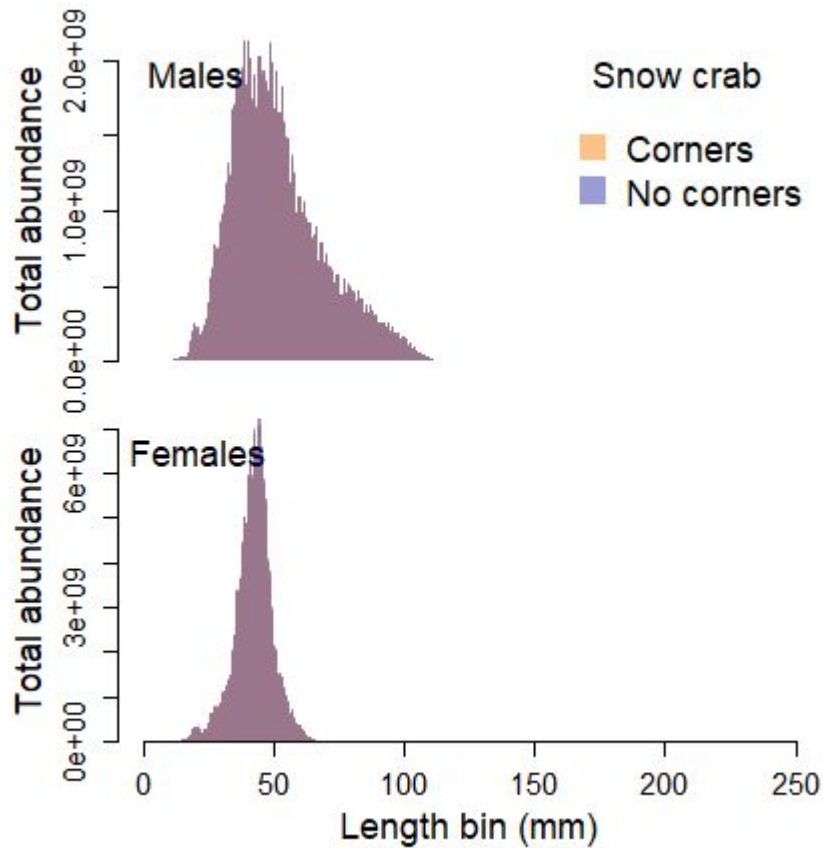 Total abundance
2.0e+09
1.0e+09
0.0e+00
Males
Snow crab
Corners
No corners
Total abundance
6e+09
3e+09
0e+00
Females
0 50 100 150 200 250
Length bin (mm)